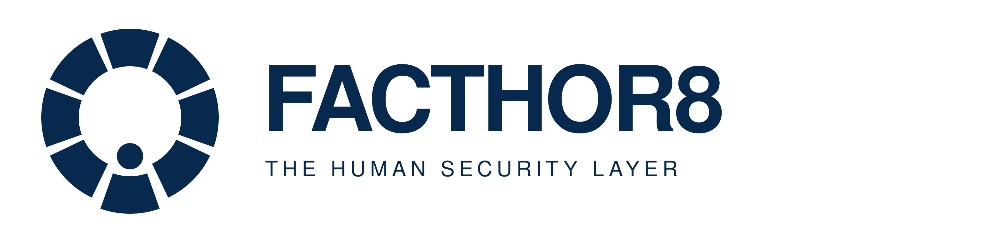 FACTHOR8
THE HUMAN SECURITY LAYER